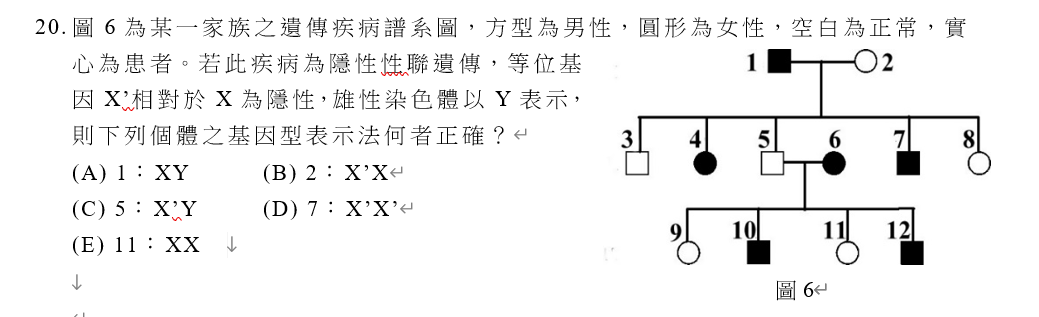 20. 圖 6 為某一家族之遺傳疾病譜系圖，方型為男性，圓形為女性，空白為正常，實
心為患者。若此疾病為隱性性聯遺傳，等位基
因 X’相對於 X 為隱性，雄性染色體以 Y 表示，
則下列個體之基因型表示法何者正確？↵
(A) 1：XY (B) 2：X’X↵
(C) 5：X’Y (D) 7：X’X’↵
(E) 11：XX ↓
↓
1 2
3 4 5 6 7 8
9 10 11 12
圖 6↵